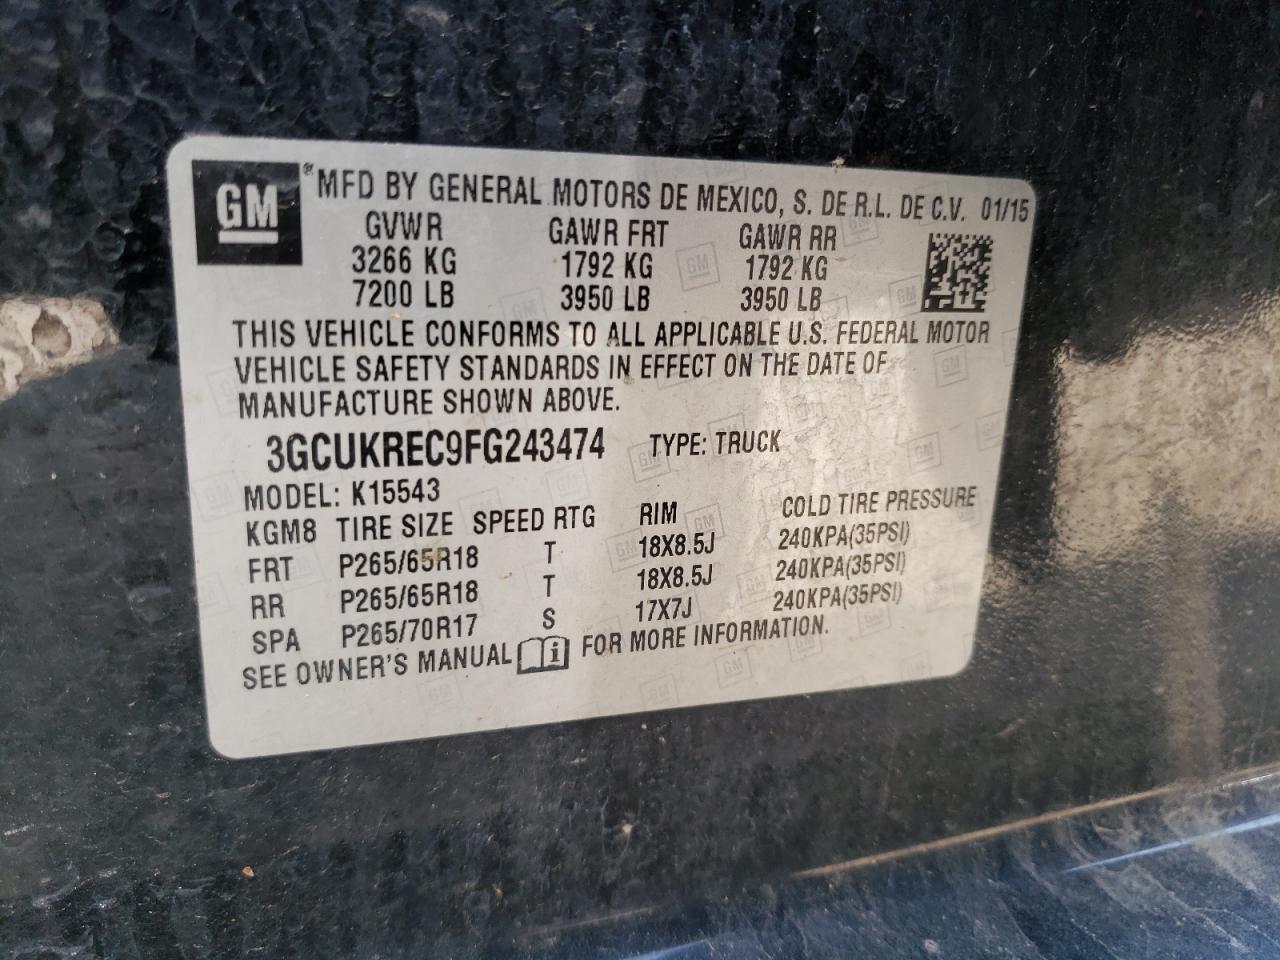 GM ® MFD BY GENERAL MOTORS DE MEXICO, S. DE R.L. DE C.V. 01/15
GVWR GAWR FRT GAWR RR
3266 KG 1792 KG 1792 KG
7200 LB 3950 LB 3950 LB
THIS VEHICLE CONFORMS TO ALL APPLICABLE U.S. FEDERAL MOTOR
VEHICLE SAFETY STANDARDS IN EFFECT ON THE DATE OF
MANUFACTURE SHOWN ABOVE.
3GCUKREC9FG243474 TYPE: TRUCK
MODEL: K15543
KGM8 TIRE SIZE SPEED RTG RIM COLD TIRE PRESSURE
FRT P265/65R18 T 18X8.5J 240KPA(35PSI)
RR P265/65R18 T 18X8.5J 240KPA(35PSI)
SPA P265/70R17 S 17X7J 240KPA(35PSI)
SEE OWNER'S MANUAL i FOR MORE INFORMATION.